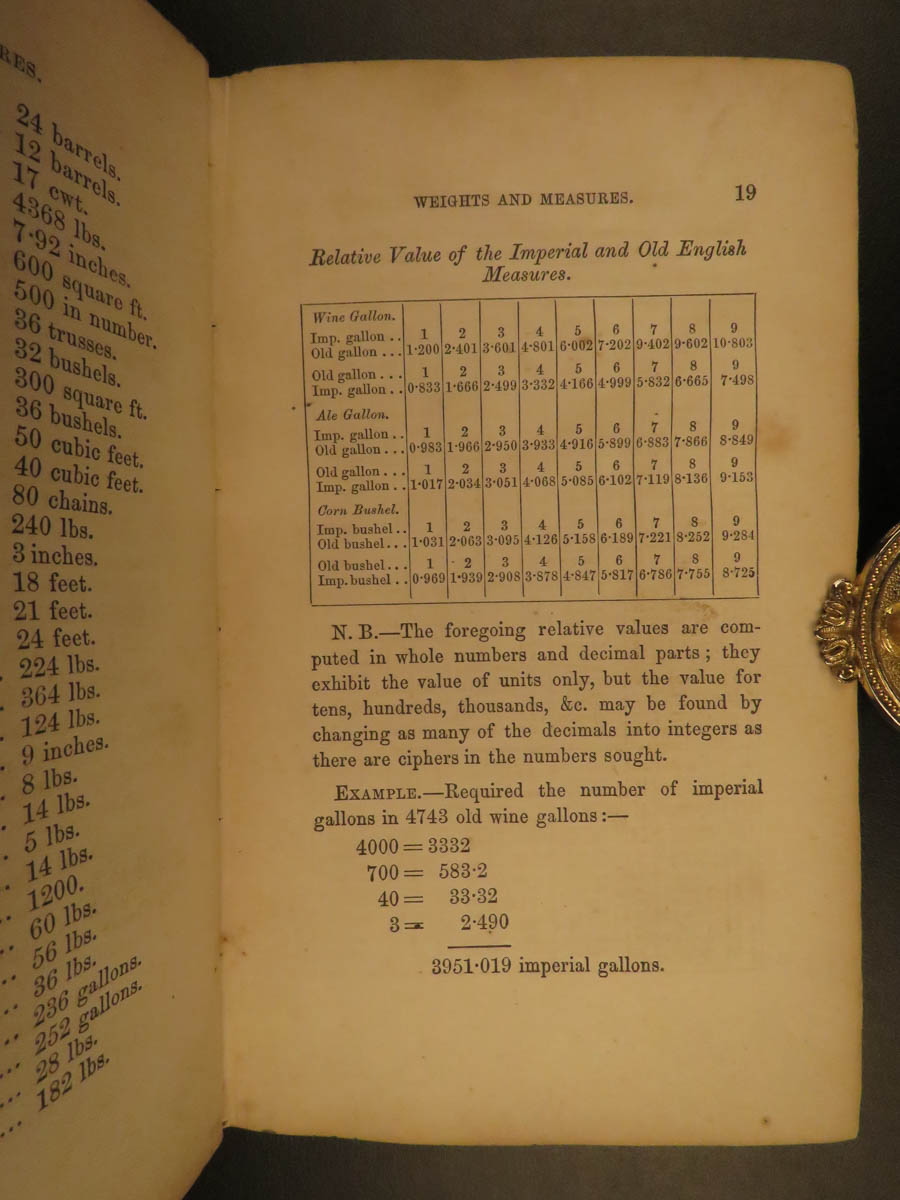 RES.
24 barrels.
12 barrels.
17 cwt.
4368 lbs.
7·92 inches.
600 square ft.
500 in number.
36 trusses.
32 bushels.
300 square ft.
36 bushels.
50 cubic feet.
40 cubic feet.
80 chains.
240 lbs.
3 inches.
18 feet.
21 feet.
24 feet.
. 224 lbs.
. 364 lbs.
. 124 lbs.
. 9 inches.
. 8 lbs.
. 14 lbs.
. 5 lbs.
.. 14 lbs.
.. 1200.
.. 60 lbs.
.. 56 lbs.
.. 36 lbs.
.. 236 gallons.
... 252 gallons.
... 28 lbs.
... 182 lbs.
WEIGHTS AND MEASURES. 19
Relative Value of the Imperial and Old English
Measures.
Wine Gallon.
Imp. gallon .. 1 2 3 4 5 6 7 8 9
Old gallon ... 1·200 2·401 3·601 4·801 6·002 7·202 9·402 9·602 10·803
Old gallon ... 1 2 3 4 5 6 7 8 9
Imp. gallon .. 0·833 1·666 2·499 3·332 4·166 4·999 5·832 6·665 7·498
Ale Gallon.
Imp. gallon .. 1 2 3 4 5 6 7 8 9
Old gallon ... 0·983 1·966 2·950 3·933 4·916 5·899 6·883 7·866 8·849
Old gallon ... 1 2 3 4 5 6 7 8 9
Imp. gallon .. 1·017 2·034 3·051 4·068 5·085 6·102 7·119 8·136 9·153
Corn Bushel.
Imp. bushel .. 1 2 3 4 5 6 7 8 9
Old bushel... 1·031 2·063 3·095 4·126 5·158 6·189 7·221 8·252 9·284
Old bushel... 1 2 3 4 5 6 7 8 9
Imp. bushel .. 0·969 1·939 2·908 3·878 4·847 5·817 6·786 7·755 8·725
N. B.—The foregoing relative values are com-
puted in whole numbers and decimal parts ; they
exhibit the value of units only, but the value for
tens, hundreds, thousands, &c. may be found by
changing as many of the decimals into integers as
there are ciphers in the numbers sought.
EXAMPLE.—Required the number of imperial
gallons in 4743 old wine gallons :—
4000 = 3332
700 = 583·2
40 = 33·32
3 = 2·490
3951·019 imperial gallons.